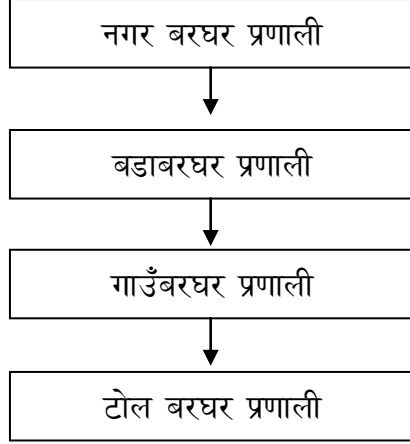 नगर बरघर प्रणाली
बडाबरघर प्रणाली
गाउँबरघर प्रणाली
टोल बरघर प्रणाली